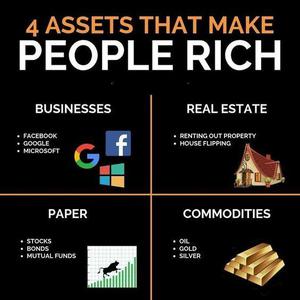 4 ASSETS THAT MAKE
PEOPLE RICH
BUSINESSES
FACEBOOK
GOOGLE
MICROSOFT
REAL ESTATE
RENTING OUT PROPERTY
HOUSE FLIPPING
PAPER
STOCKS
BONDS
MUTUAL FUNDS
COMMODITIES
OIL
GOLD
SILVER